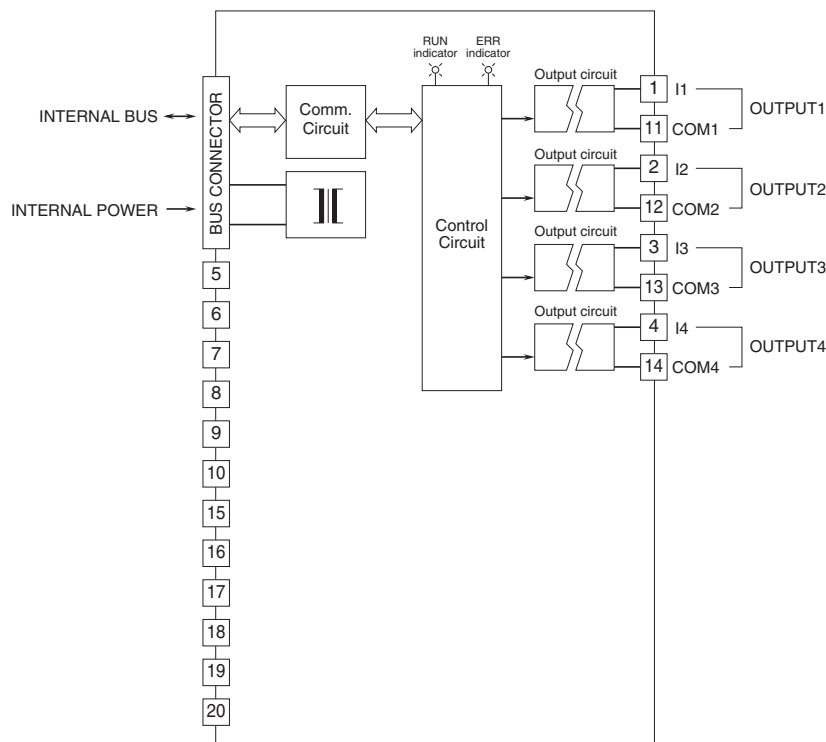 RUN
indicator
ERR
indicator
INTERNAL BUS
INTERNAL POWER
BUS CONNECTOR
Comm.
Circuit
Control
Circuit
Output circuit
1 I1
11 COM1
OUTPUT1
Output circuit
2 I2
12 COM2
OUTPUT2
Output circuit
3 I3
13 COM3
OUTPUT3
Output circuit
4 I4
14 COM4
OUTPUT4
5
6
7
8
9
10
15
16
17
18
19
20